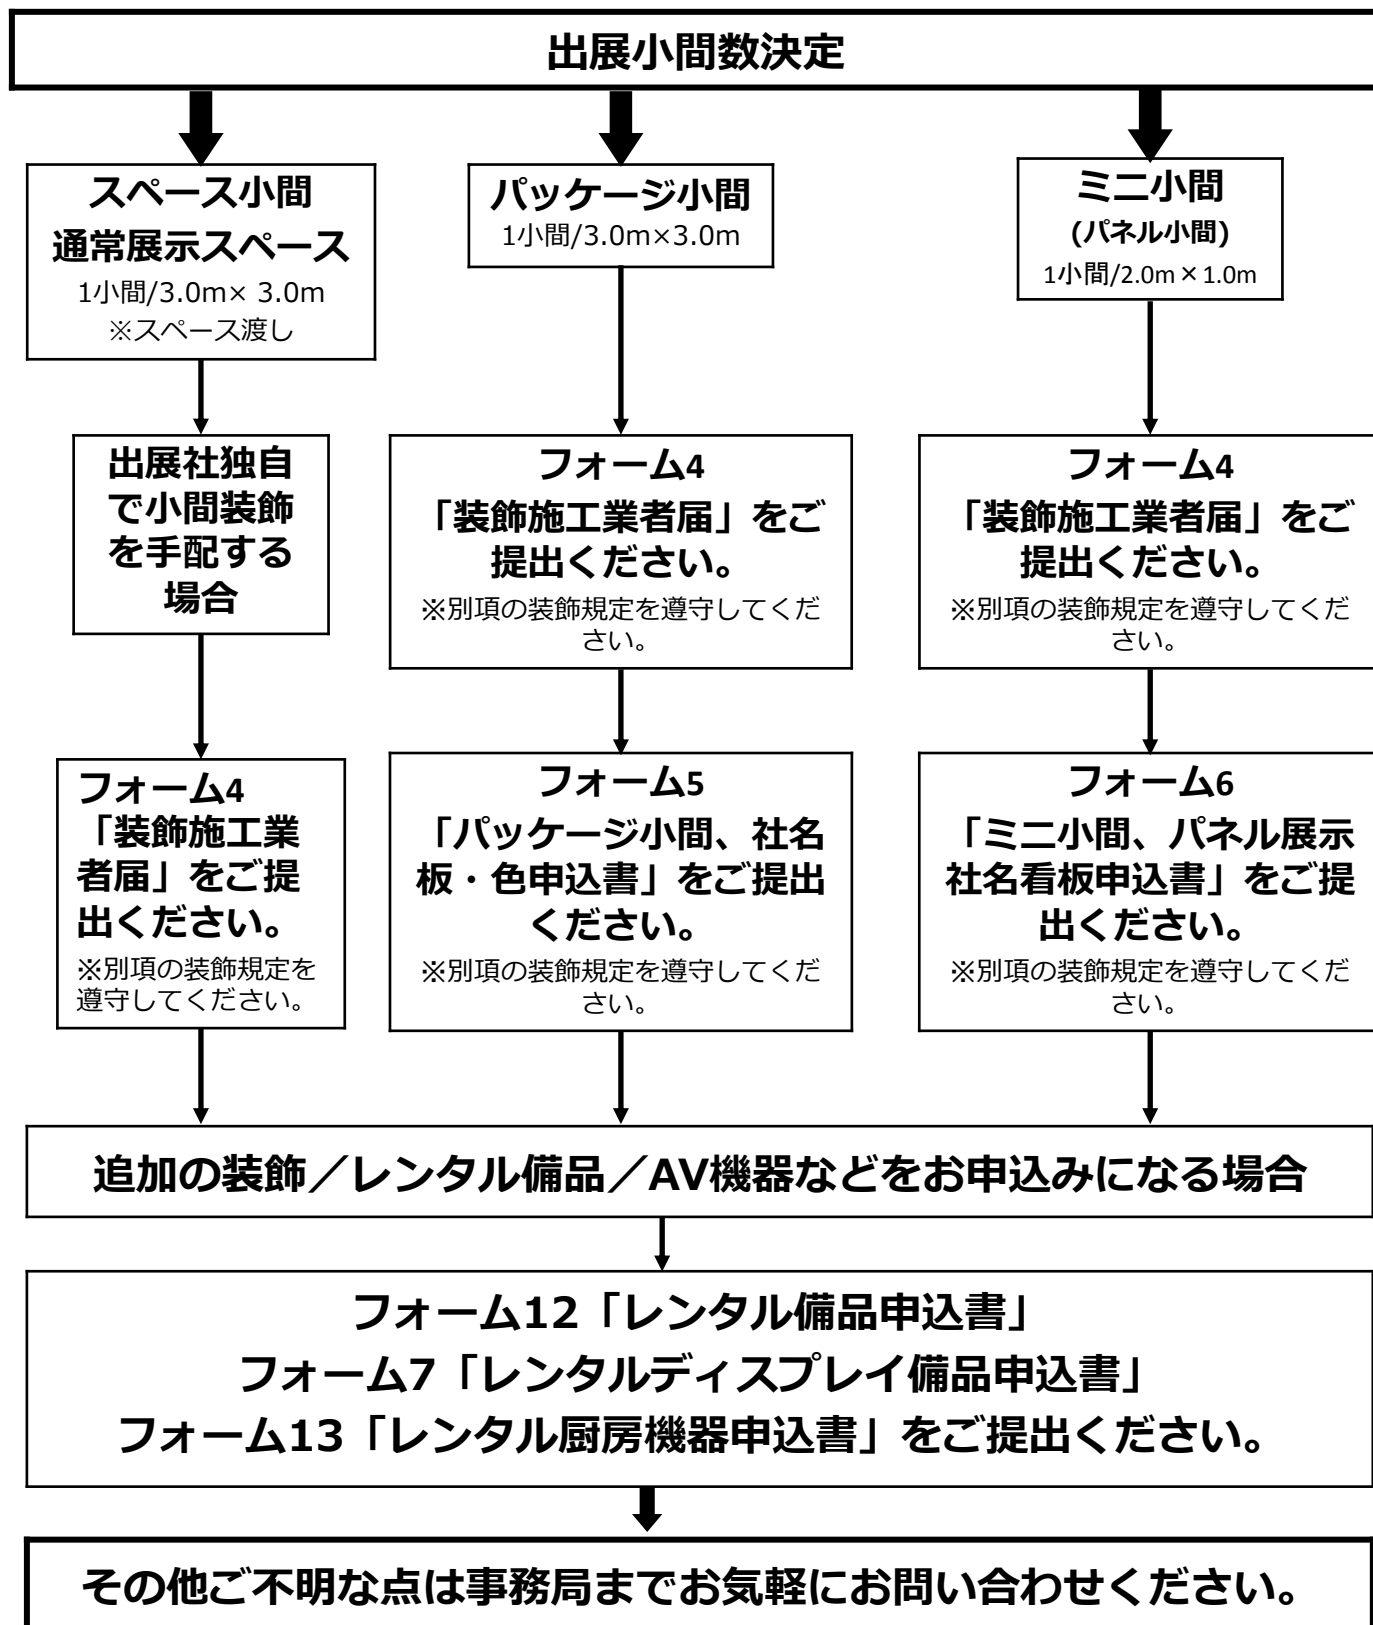 出展小間数決定
スペース小間
通常展示スペース
1小間/3.0m× 3.0m
※スペース渡し
出展社独自
で小間装飾
を手配する
場合
フォーム4
「装飾施工業
者届」をご提
出ください。
※別項の装飾規定を
遵守してください。
パッケージ小間
1小間/3.0m×3.0m
フォーム4
「装飾施工業者届」をご
提出ください。
※別項の装飾規定を遵守してくだ
さい。
フォーム5
「パッケージ小間、社名
板・色申込書」をご提出
ください。
※別項の装飾規定を遵守してくだ
さい。
ミニ小間
(パネル小間)
1小間/2.0m×1.0m
フォーム4
「装飾施工業者届」をご
提出ください。
※別項の装飾規定を遵守してくだ
さい。
フォーム6
「ミニ小間、パネル展示
社名看板申込書」をご提
出ください。
※別項の装飾規定を遵守してくだ
さい。
追加の装飾／レンタル備品／AV機器などをお申込みになる場合
フォーム12「レンタル備品申込書」
フォーム7「レンタルディスプレイ備品申込書」
フォーム13「レンタル厨房機器申込書」をご提出ください。
その他ご不明な点は事務局までお気軽にお問い合わせください。